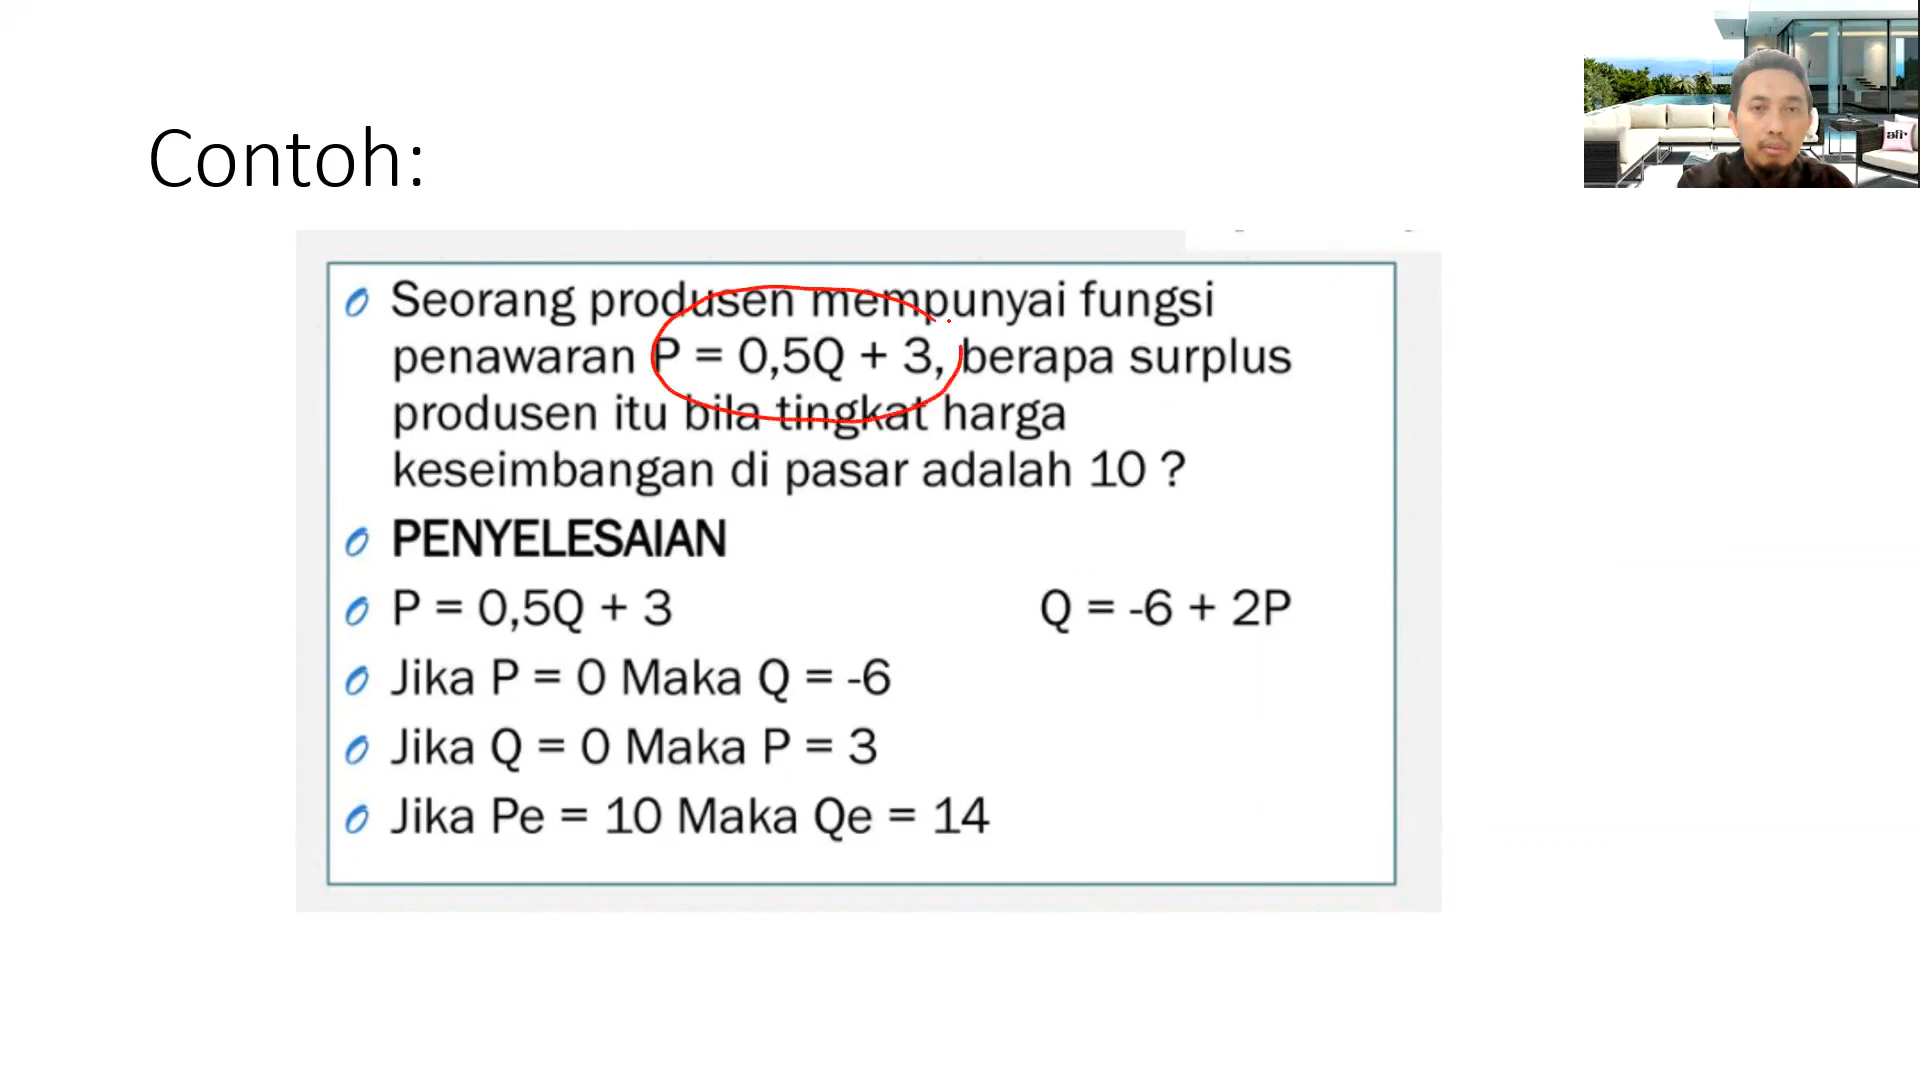 Contoh:
Seorang produsen mempunyai fungsi
penawaran P = 0,5Q + 3, berapa surplus
produsen itu bila tingkat harga
keseimbangan di pasar adalah 10 ?
PENYELESAIAN
P = 0,5Q + 3 Q = -6 + 2P
Jika P = 0 Maka Q = -6
Jika Q = 0 Maka P = 3
Jika Pe = 10 Maka Qe = 14